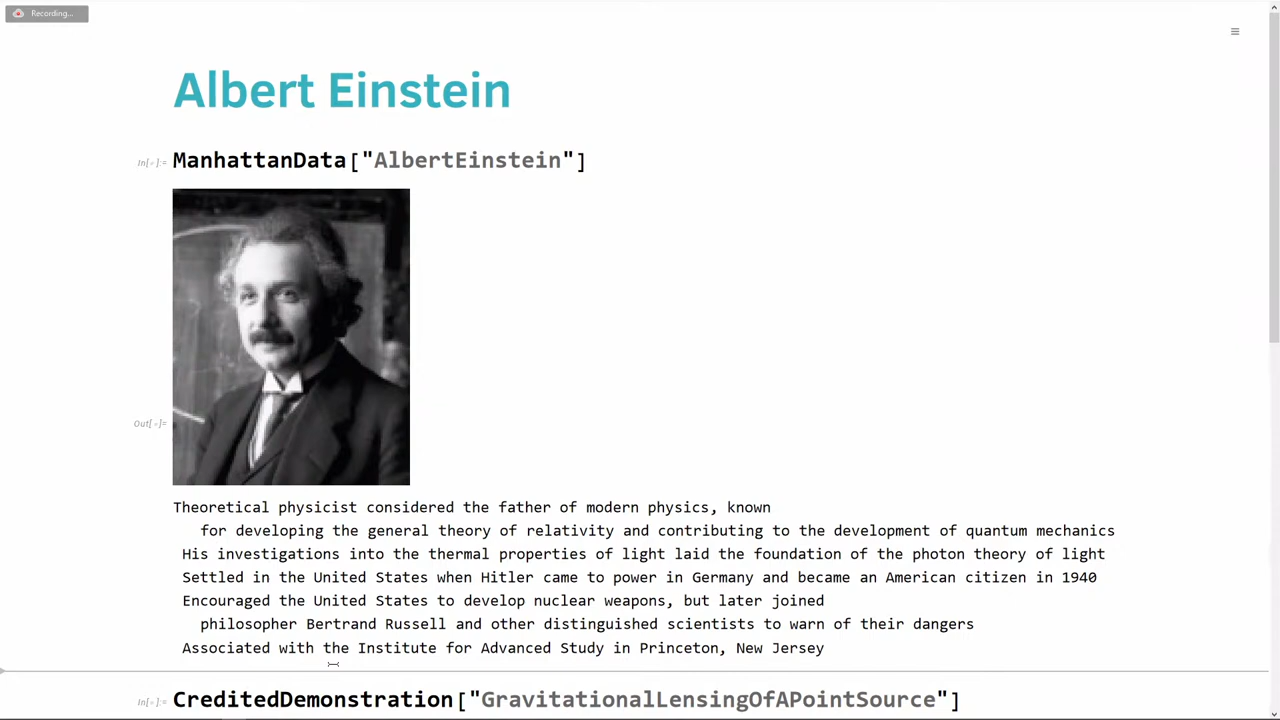 Recording...
Albert Einstein
In[ ]:= ManhattanData["AlbertEinstein"]
Out[ ]=
Theoretical physicist considered the father of modern physics, known
for developing the general theory of relativity and contributing to the development of quantum mechanics
His investigations into the thermal properties of light laid the foundation of the photon theory of light
Settled in the United States when Hitler came to power in Germany and became an American citizen in 1940
Encouraged the United States to develop nuclear weapons, but later joined
philosopher Bertrand Russell and other distinguished scientists to warn of their dangers
Associated with the Institute for Advanced Study in Princeton, New Jersey
In[ ]:= CreditedDemonstration["GravitationalLensingOfAPointSource"]